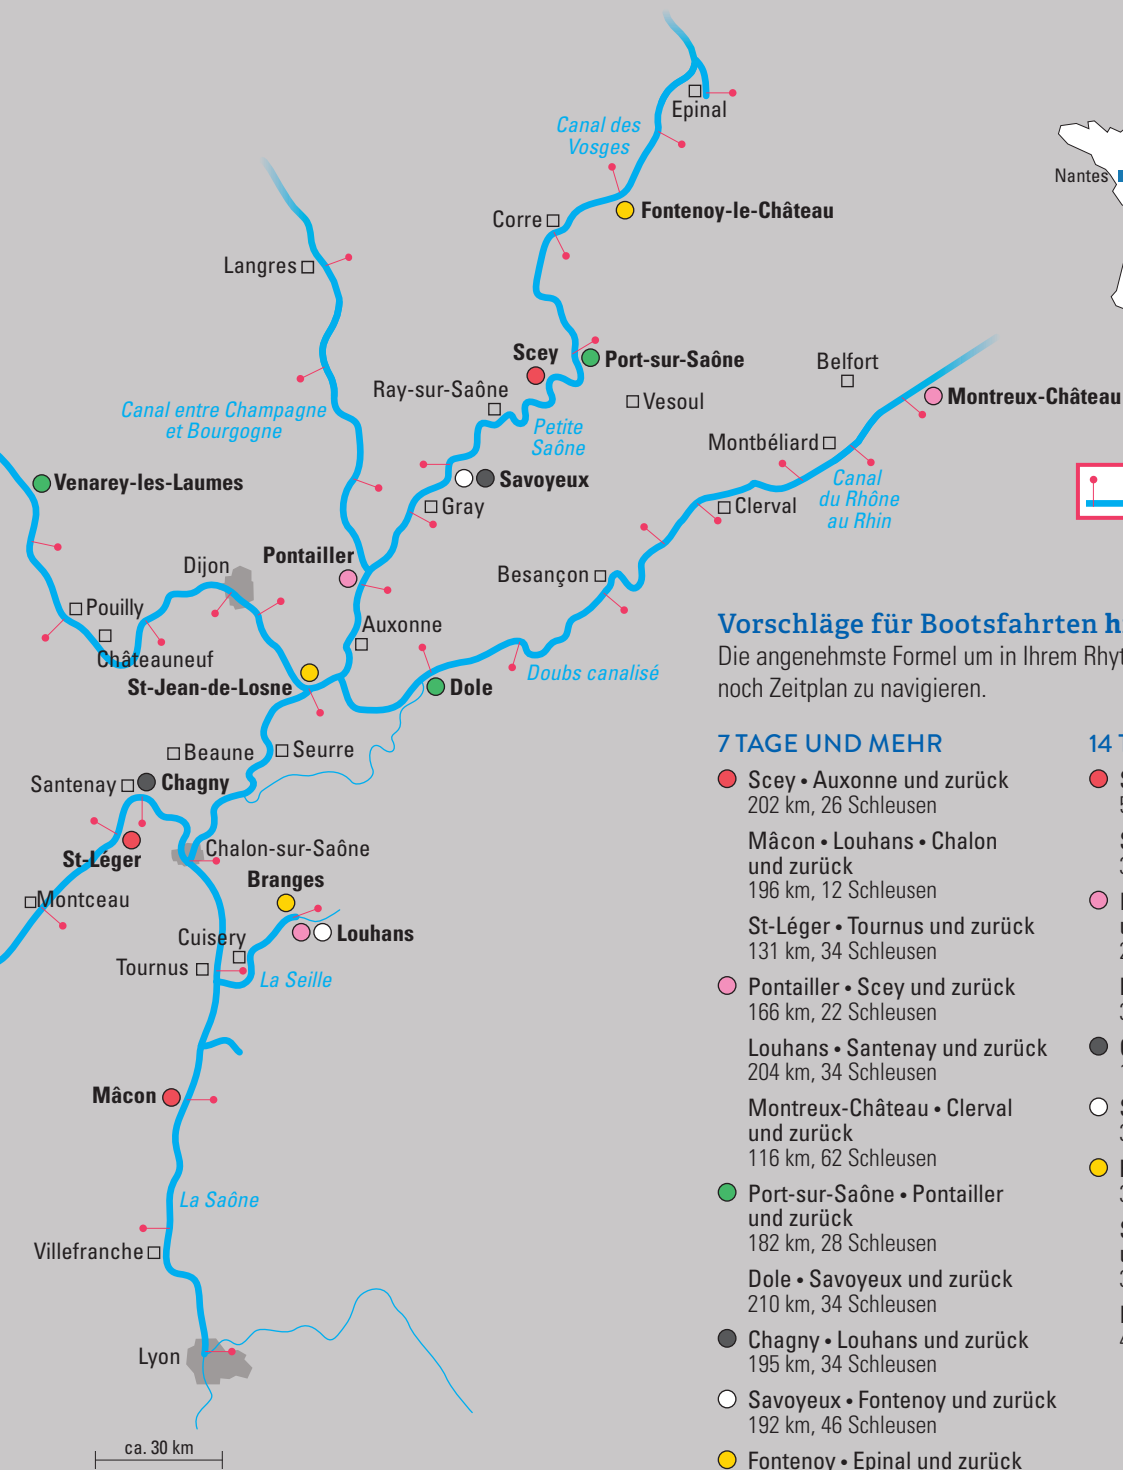 Epinal
Canal des
Vosges
Nantes
Fontenoy-le-Château
Corre
Langres
Scey
Port-sur-Saône
Belfort
Ray-sur-Saône
Vesoul
Montreux-Château
Canal entre Champagne
et Bourgogne
Petite
Saône
Montbéliard
Venarey-les-Laumes
Savoyeux
Canal
du Rhône
au Rhin
Gray
Clerval
Pontailler
Dijon
Besançon
Pouilly
Auxonne
Châteauneuf
St-Jean-de-Losne
Dole
Doubs canalisé
Beaune
Seurre
Santenay
Chagny
St-Léger
Chalon-sur-Saône
Branges
Montceau
Louhans
Cuisery
Tournus
La Seille
Mâcon
La Saône
Villefranche
Lyon
ca. 30 km
Vorschläge für Bootsfahrten
Die angenehmste Formel um in Ihrem
noch Zeitplan zu navigieren.
7 TAGE UND MEHR
Scey • Auxonne und zurück
202 km, 26 Schleusen
Mâcon • Louhans • Chalon
und zurück
196 km, 12 Schleusen
St-Léger • Tournus und zurück
131 km, 34 Schleusen
Pontailler • Scey und zurück
166 km, 22 Schleusen
Louhans • Santenay und zurück
204 km, 34 Schleusen
Montreux-Château • Clerval
und zurück
116 km, 62 Schleusen
Port-sur-Saône • Pontailler
und zurück
182 km, 28 Schleusen
Dole • Savoyeux und zurück
210 km, 34 Schleusen
Chagny • Louhans und zurück
195 km, 34 Schleusen
Savoyeux • Fontenoy und zurück
192 km, 46 Schleusen
Fontenoy • Epinal und zurück
14